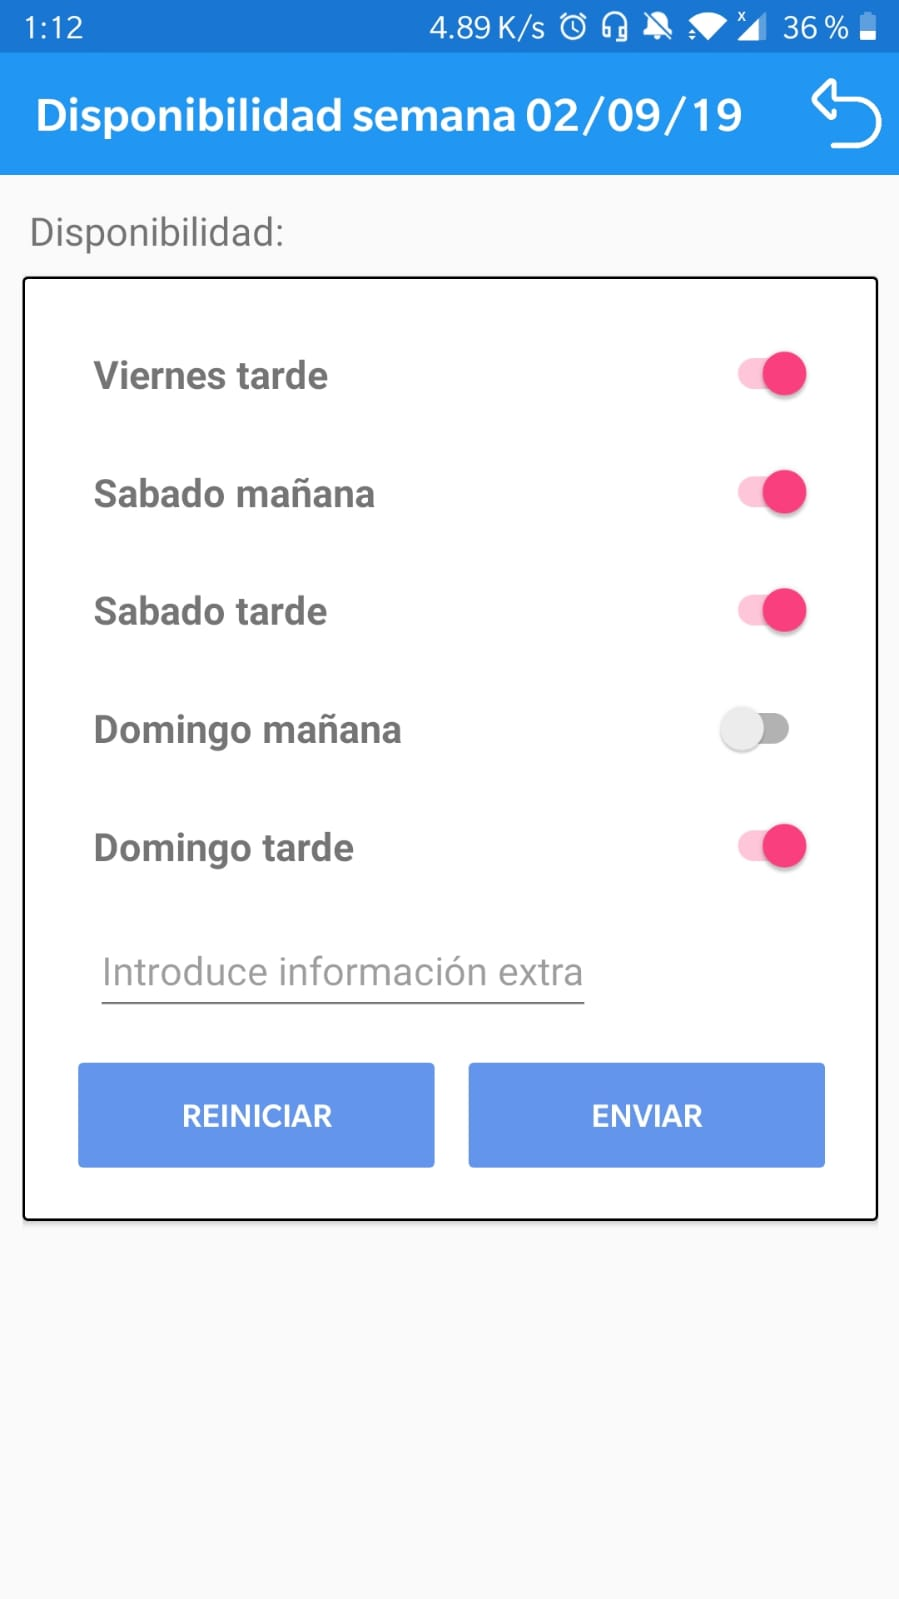 1:12 4.89 K/s x 36 %
Disponibilidad semana 02/09/19
Disponibilidad:
Viernes tarde
Sabado mañana
Sabado tarde
Domingo mañana
Domingo tarde
Introduce información extra
REINICIAR ENVIAR